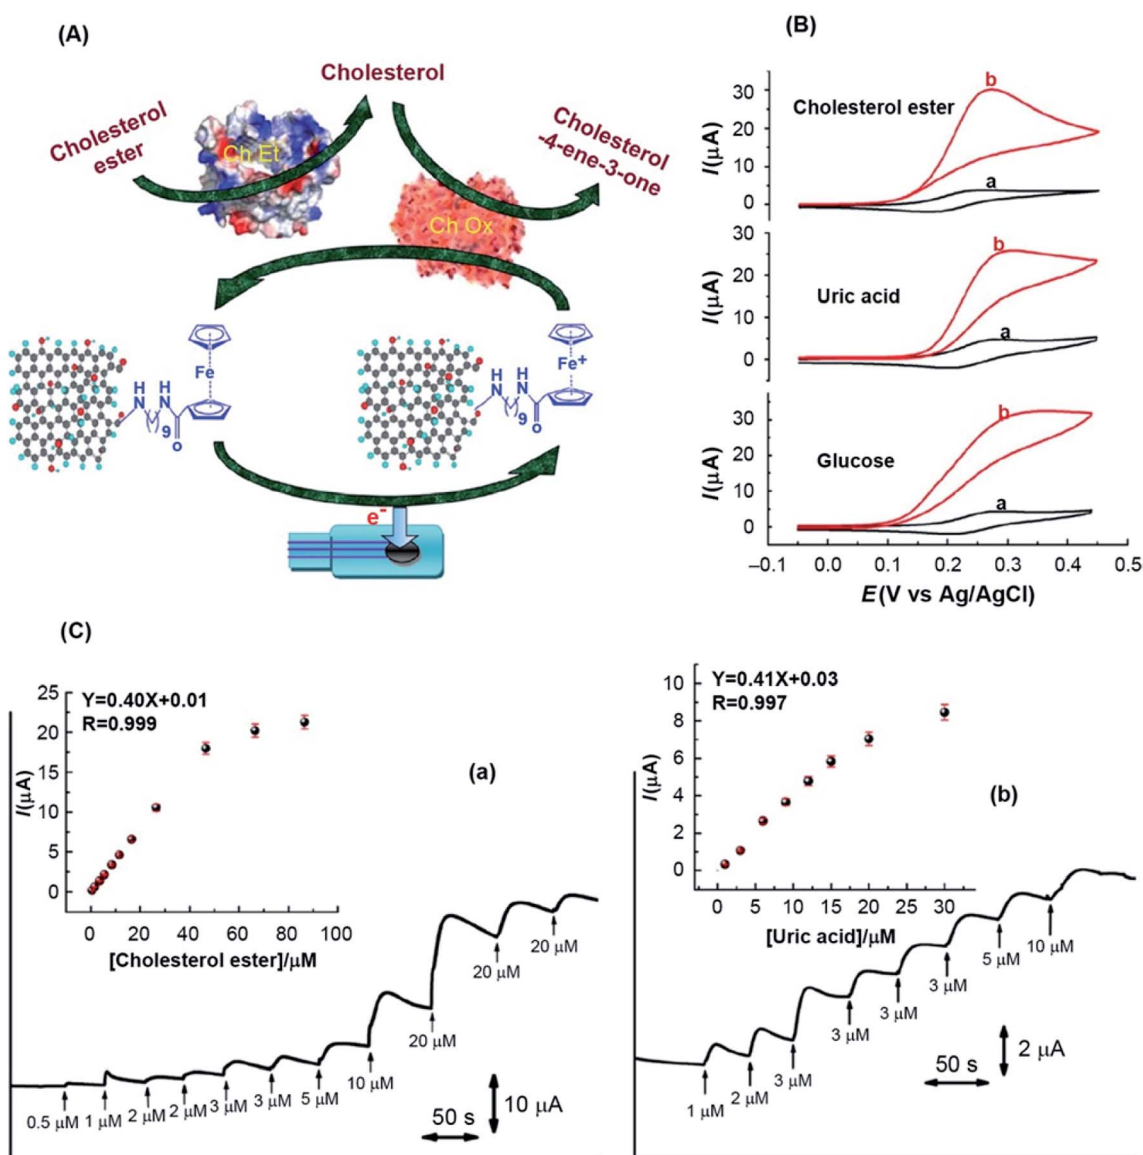 (A)
Cholesterol
Cholesterol
ester
Ch Et
Cholesterol
-4-ene-3-one
Ch Ox
Fe
H
N
H
N
9
O
Fe+
H
N
H
N
9
O
e-
(B)
I(μA)
30
20
10
0
Cholesterol ester
b
a
I(μA)
30
20
10
0
Uric acid
b
a
I(μA)
40
30
20
10
0
Glucose
b
a
–0.1 0.0 0.1 0.2 0.3 0.4 0.5
E(V vs Ag/AgCl)
(C)
Y=0.40X+0.01
R=0.999
I(μA)
25
20
15
10
5
0
0 20 40 60 80 100
[Cholesterol ester]/μM
(a)
0.5 μM
1 μM
2 μM
2 μM
3 μM
3 μM
5 μM
10 μM
20 μM
20 μM
20 μM
50 s
10 μA
Y=0.41X+0.03
R=0.997
I(μA)
10
8
6
4
2
0
0 5 10 15 20 25 30
[Uric acid]/μM
(b)
1 μM
2 μM
3 μM
3 μM
3 μM
3 μM
5 μM
10 μM
50 s
2 μA